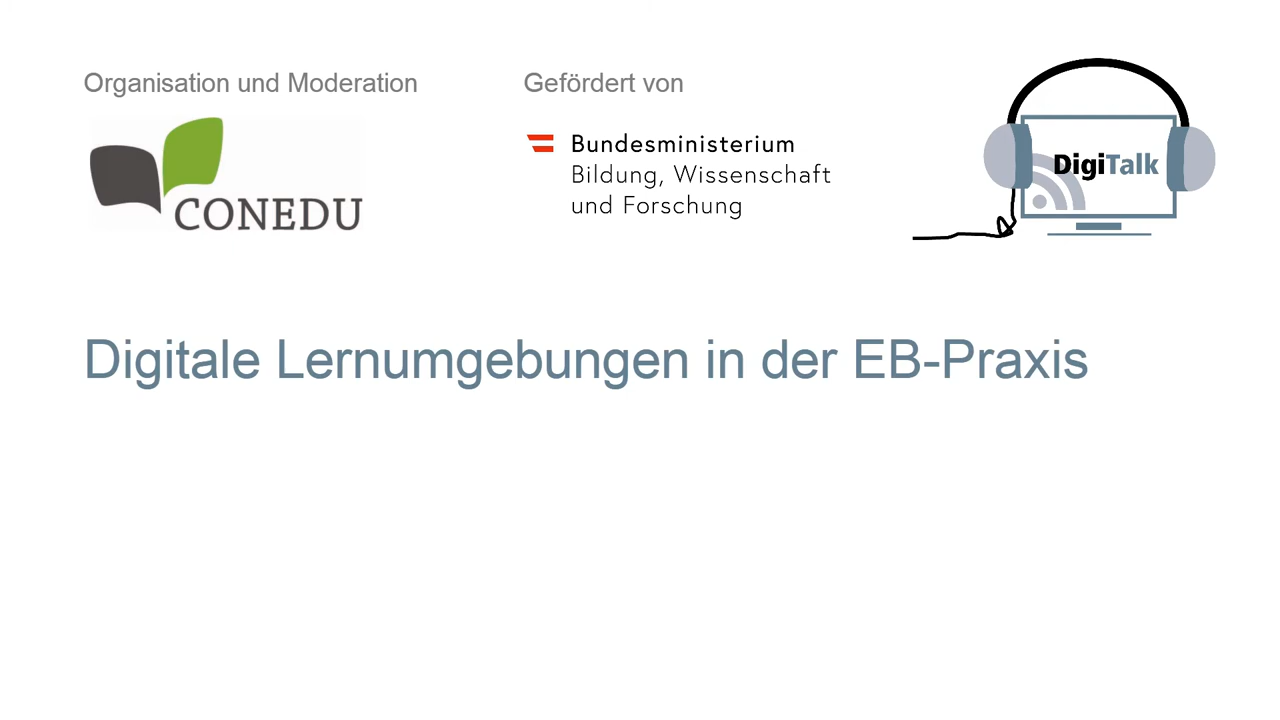 Organisation und Moderation
CONEDU
Gefördert von
Bundesministerium
Bildung, Wissenschaft
und Forschung
DigiTalk
Digitale Lernumgebungen in der EB-Praxis